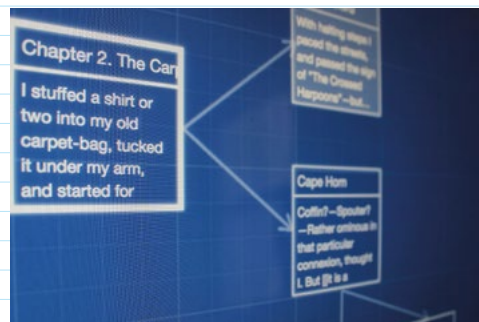 Chapter 2. The Car
I stuffed a shirt or
two into my old
carpet-bag, tucked
it under my arm,
and started for
With halting steps I
paced the streets,
and passed the sign
of "The Crossed
Harpoons"—but...
Cape Horn
Coffin?—Spouter?
—Rather ominous in
that particular
connexion, thought
I. But it is a